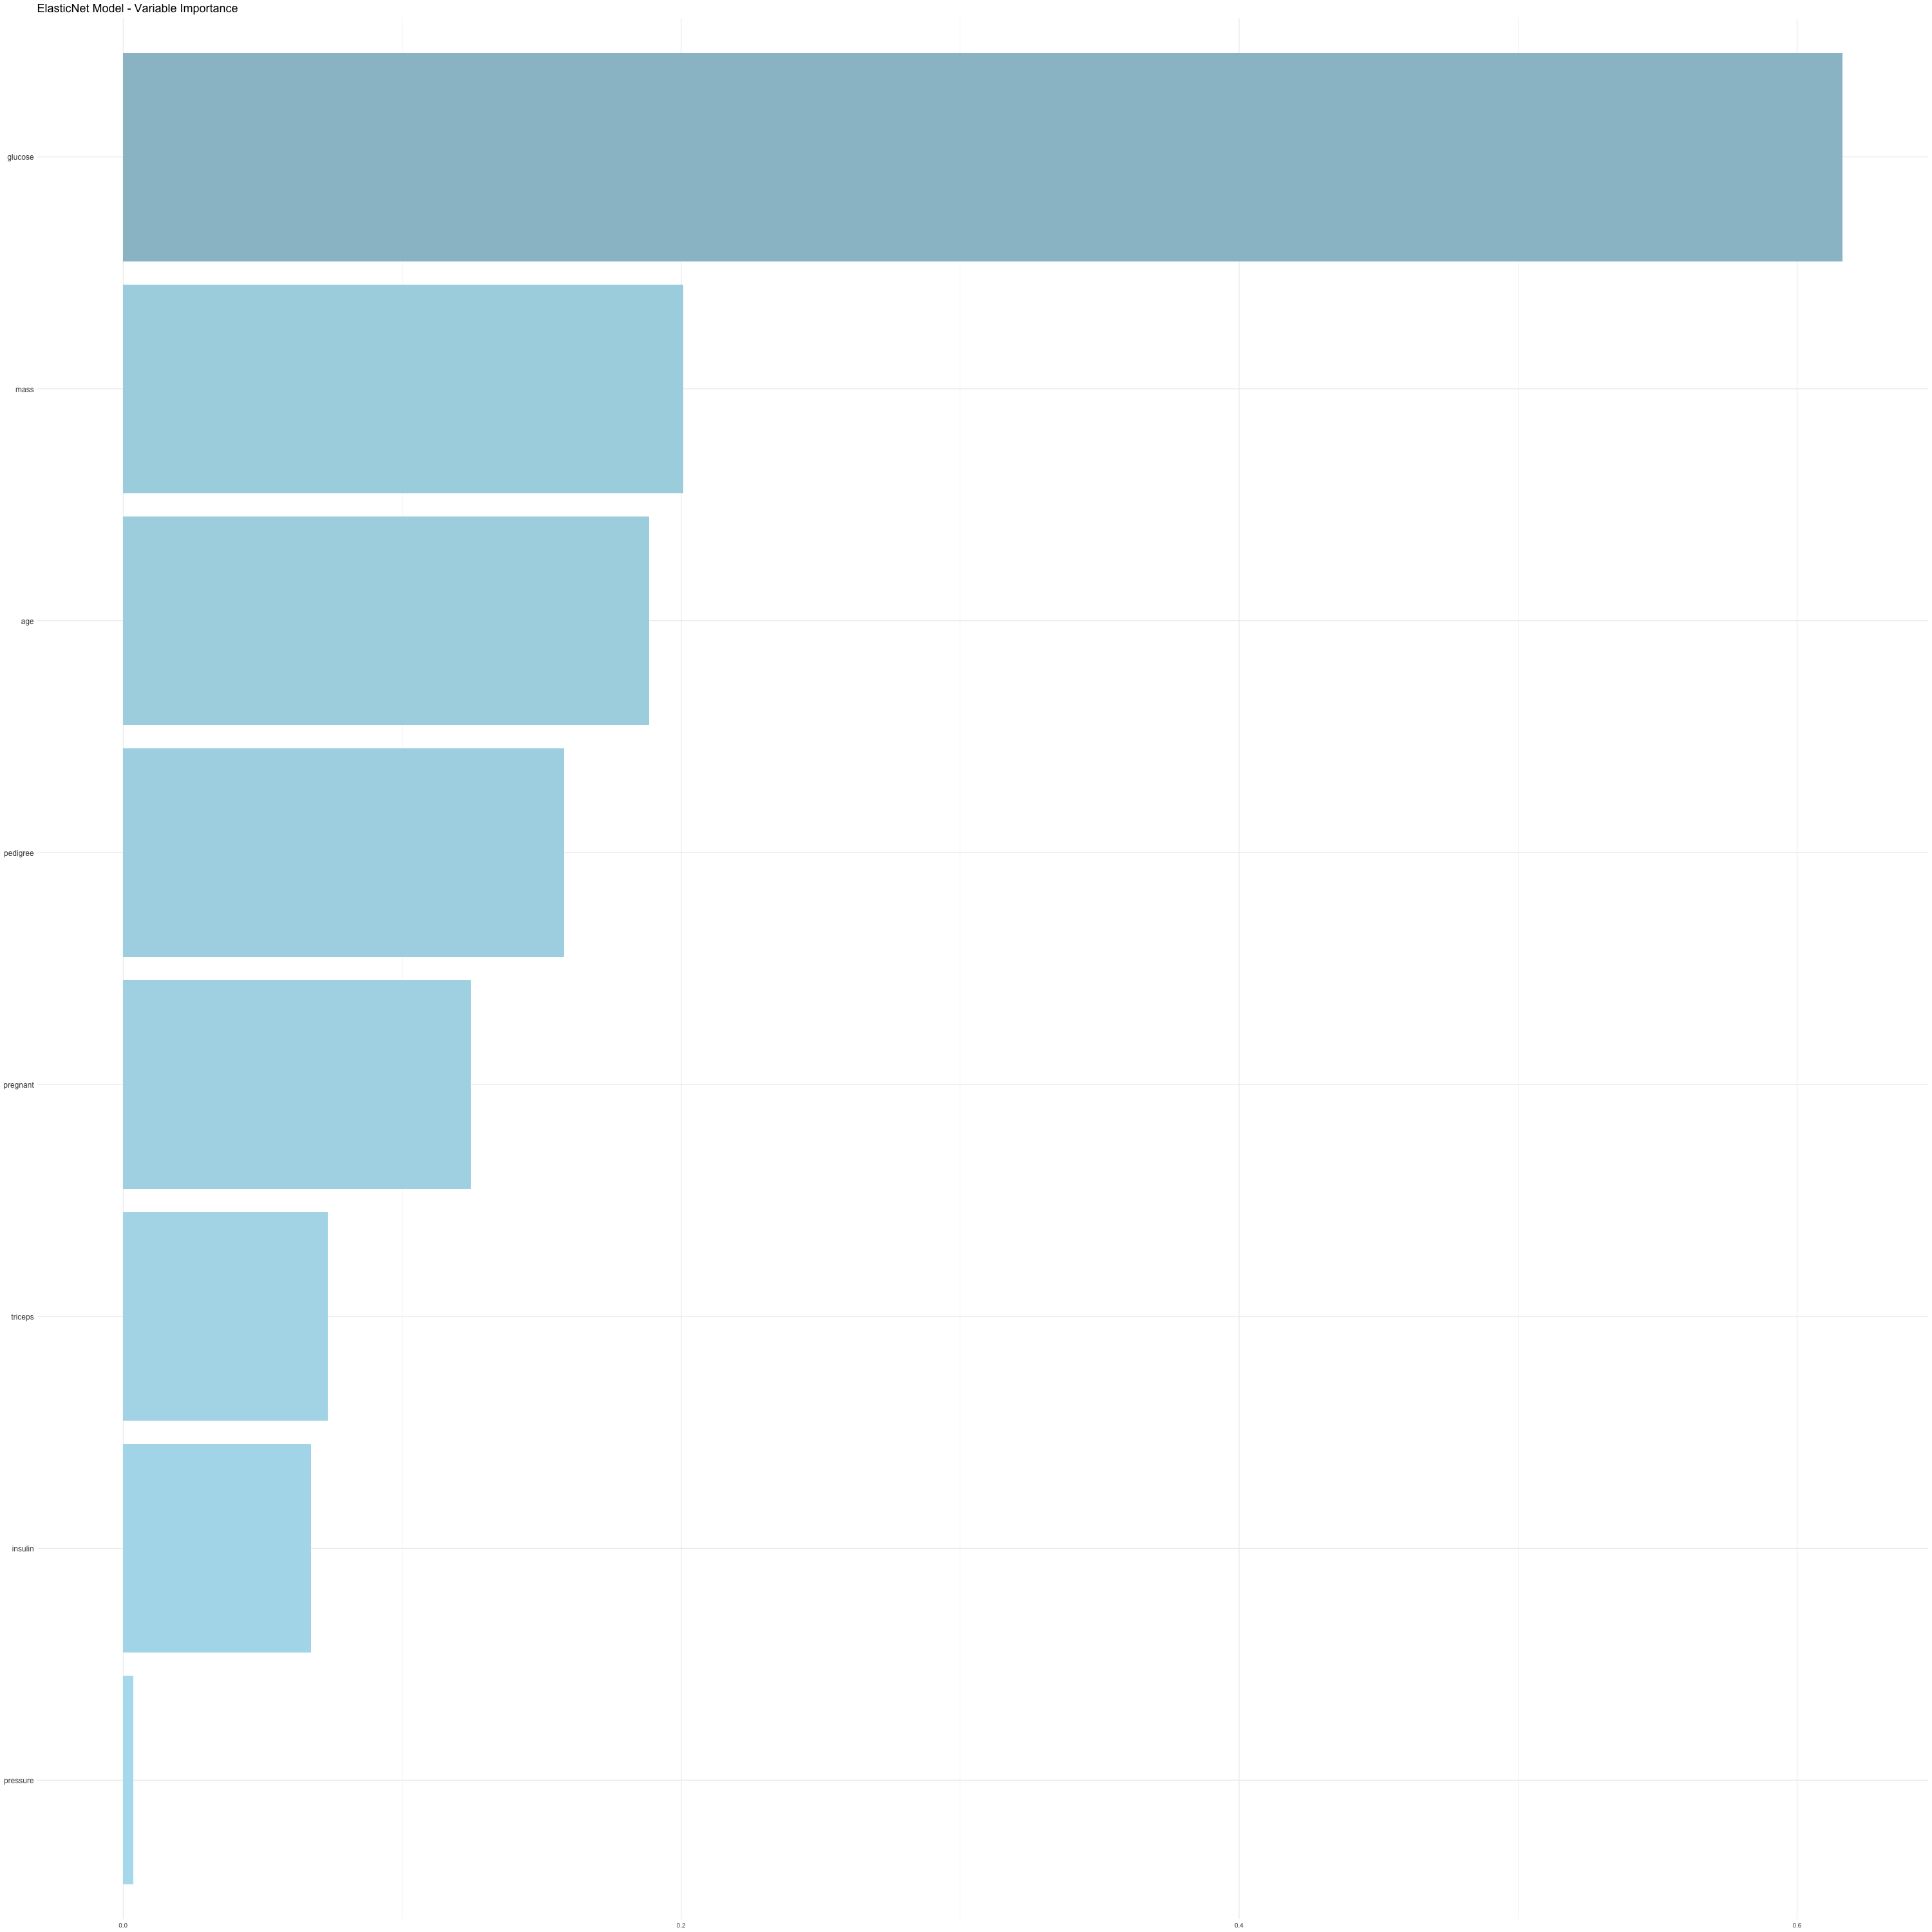 ElasticNet Model - Variable Importance
glucose
mass
age
pedigree
pregnant
triceps
insulin
pressure
0.0 0.2 0.4 0.6